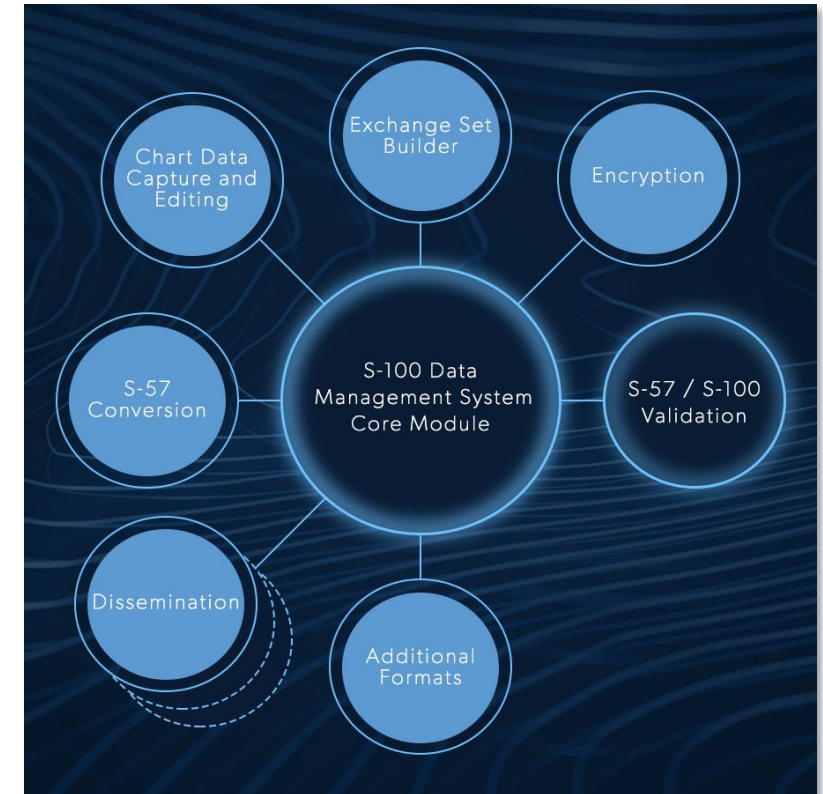 Exchange Set
Builder
Chart Data
Capture and
Editing
Encryption
S-100 Data
Management System
Core Module
S-57 / S-100
Validation
S-57
Conversion
Dissemination
Additional
Formats